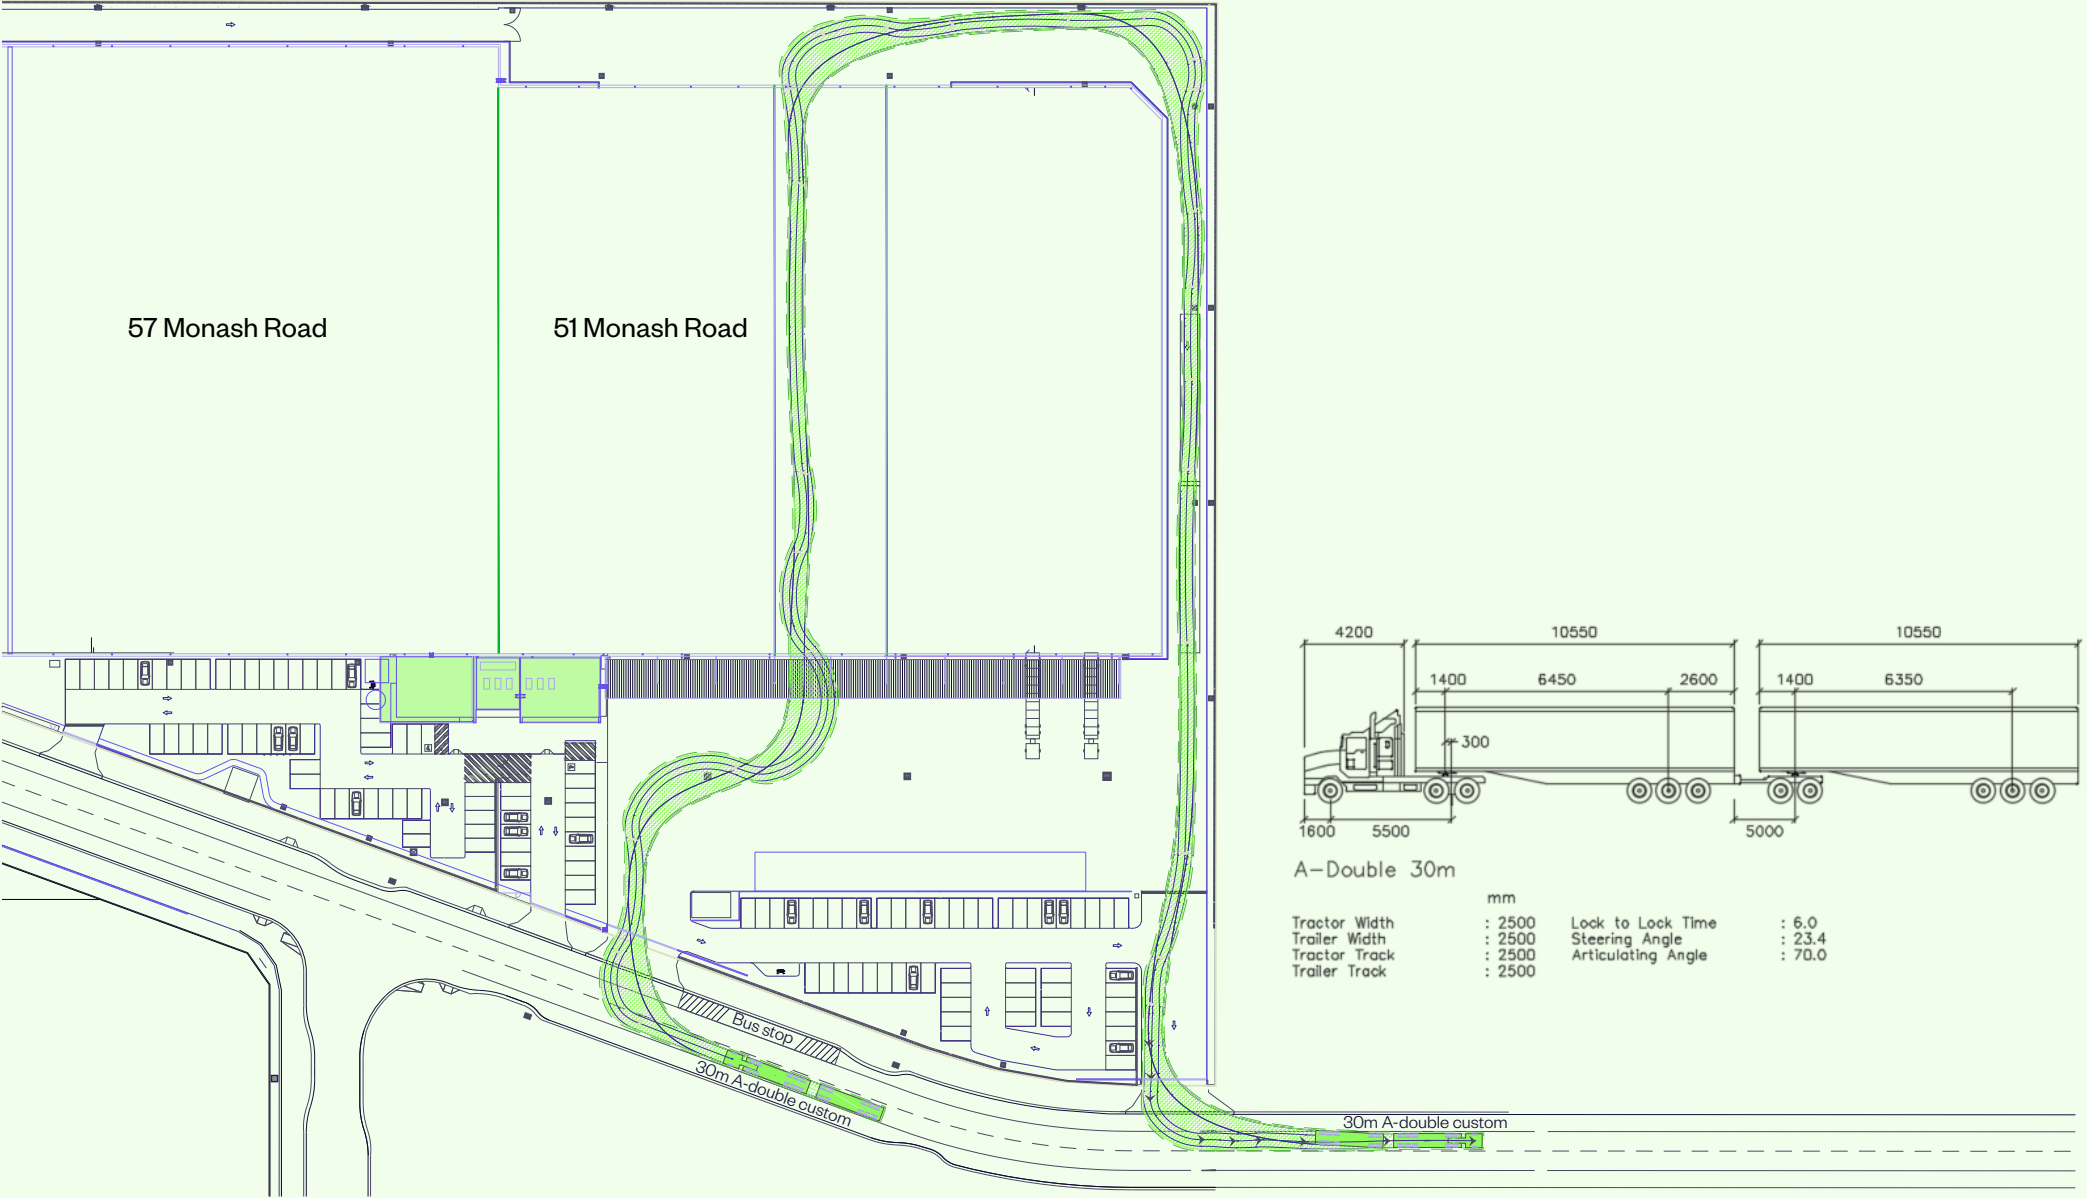 57 Monash Road
51 Monash Road
4200
10550
10550
1400
6450
2600
1400
6350
300
1600
5500
5000
A-Double 30m
mm
Tractor Width : 2500 Lock to Lock Time : 6.0
Trailer Width : 2500 Steering Angle : 23.4
Tractor Track : 2500 Articulating Angle : 70.0
Trailer Track : 2500
Bus stop
30m A-double custom
30m A-double custom